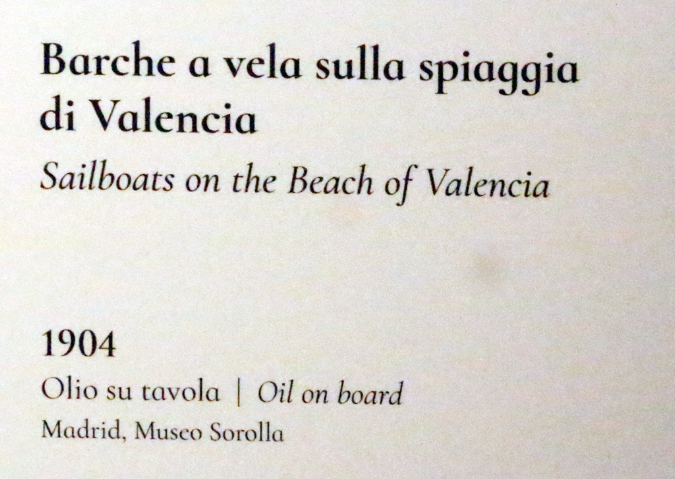 Barche a vela sulla spiaggia
di Valencia
Sailboats on the Beach of Valencia
1904
Olio su tavola | Oil on board
Madrid, Museo Sorolla